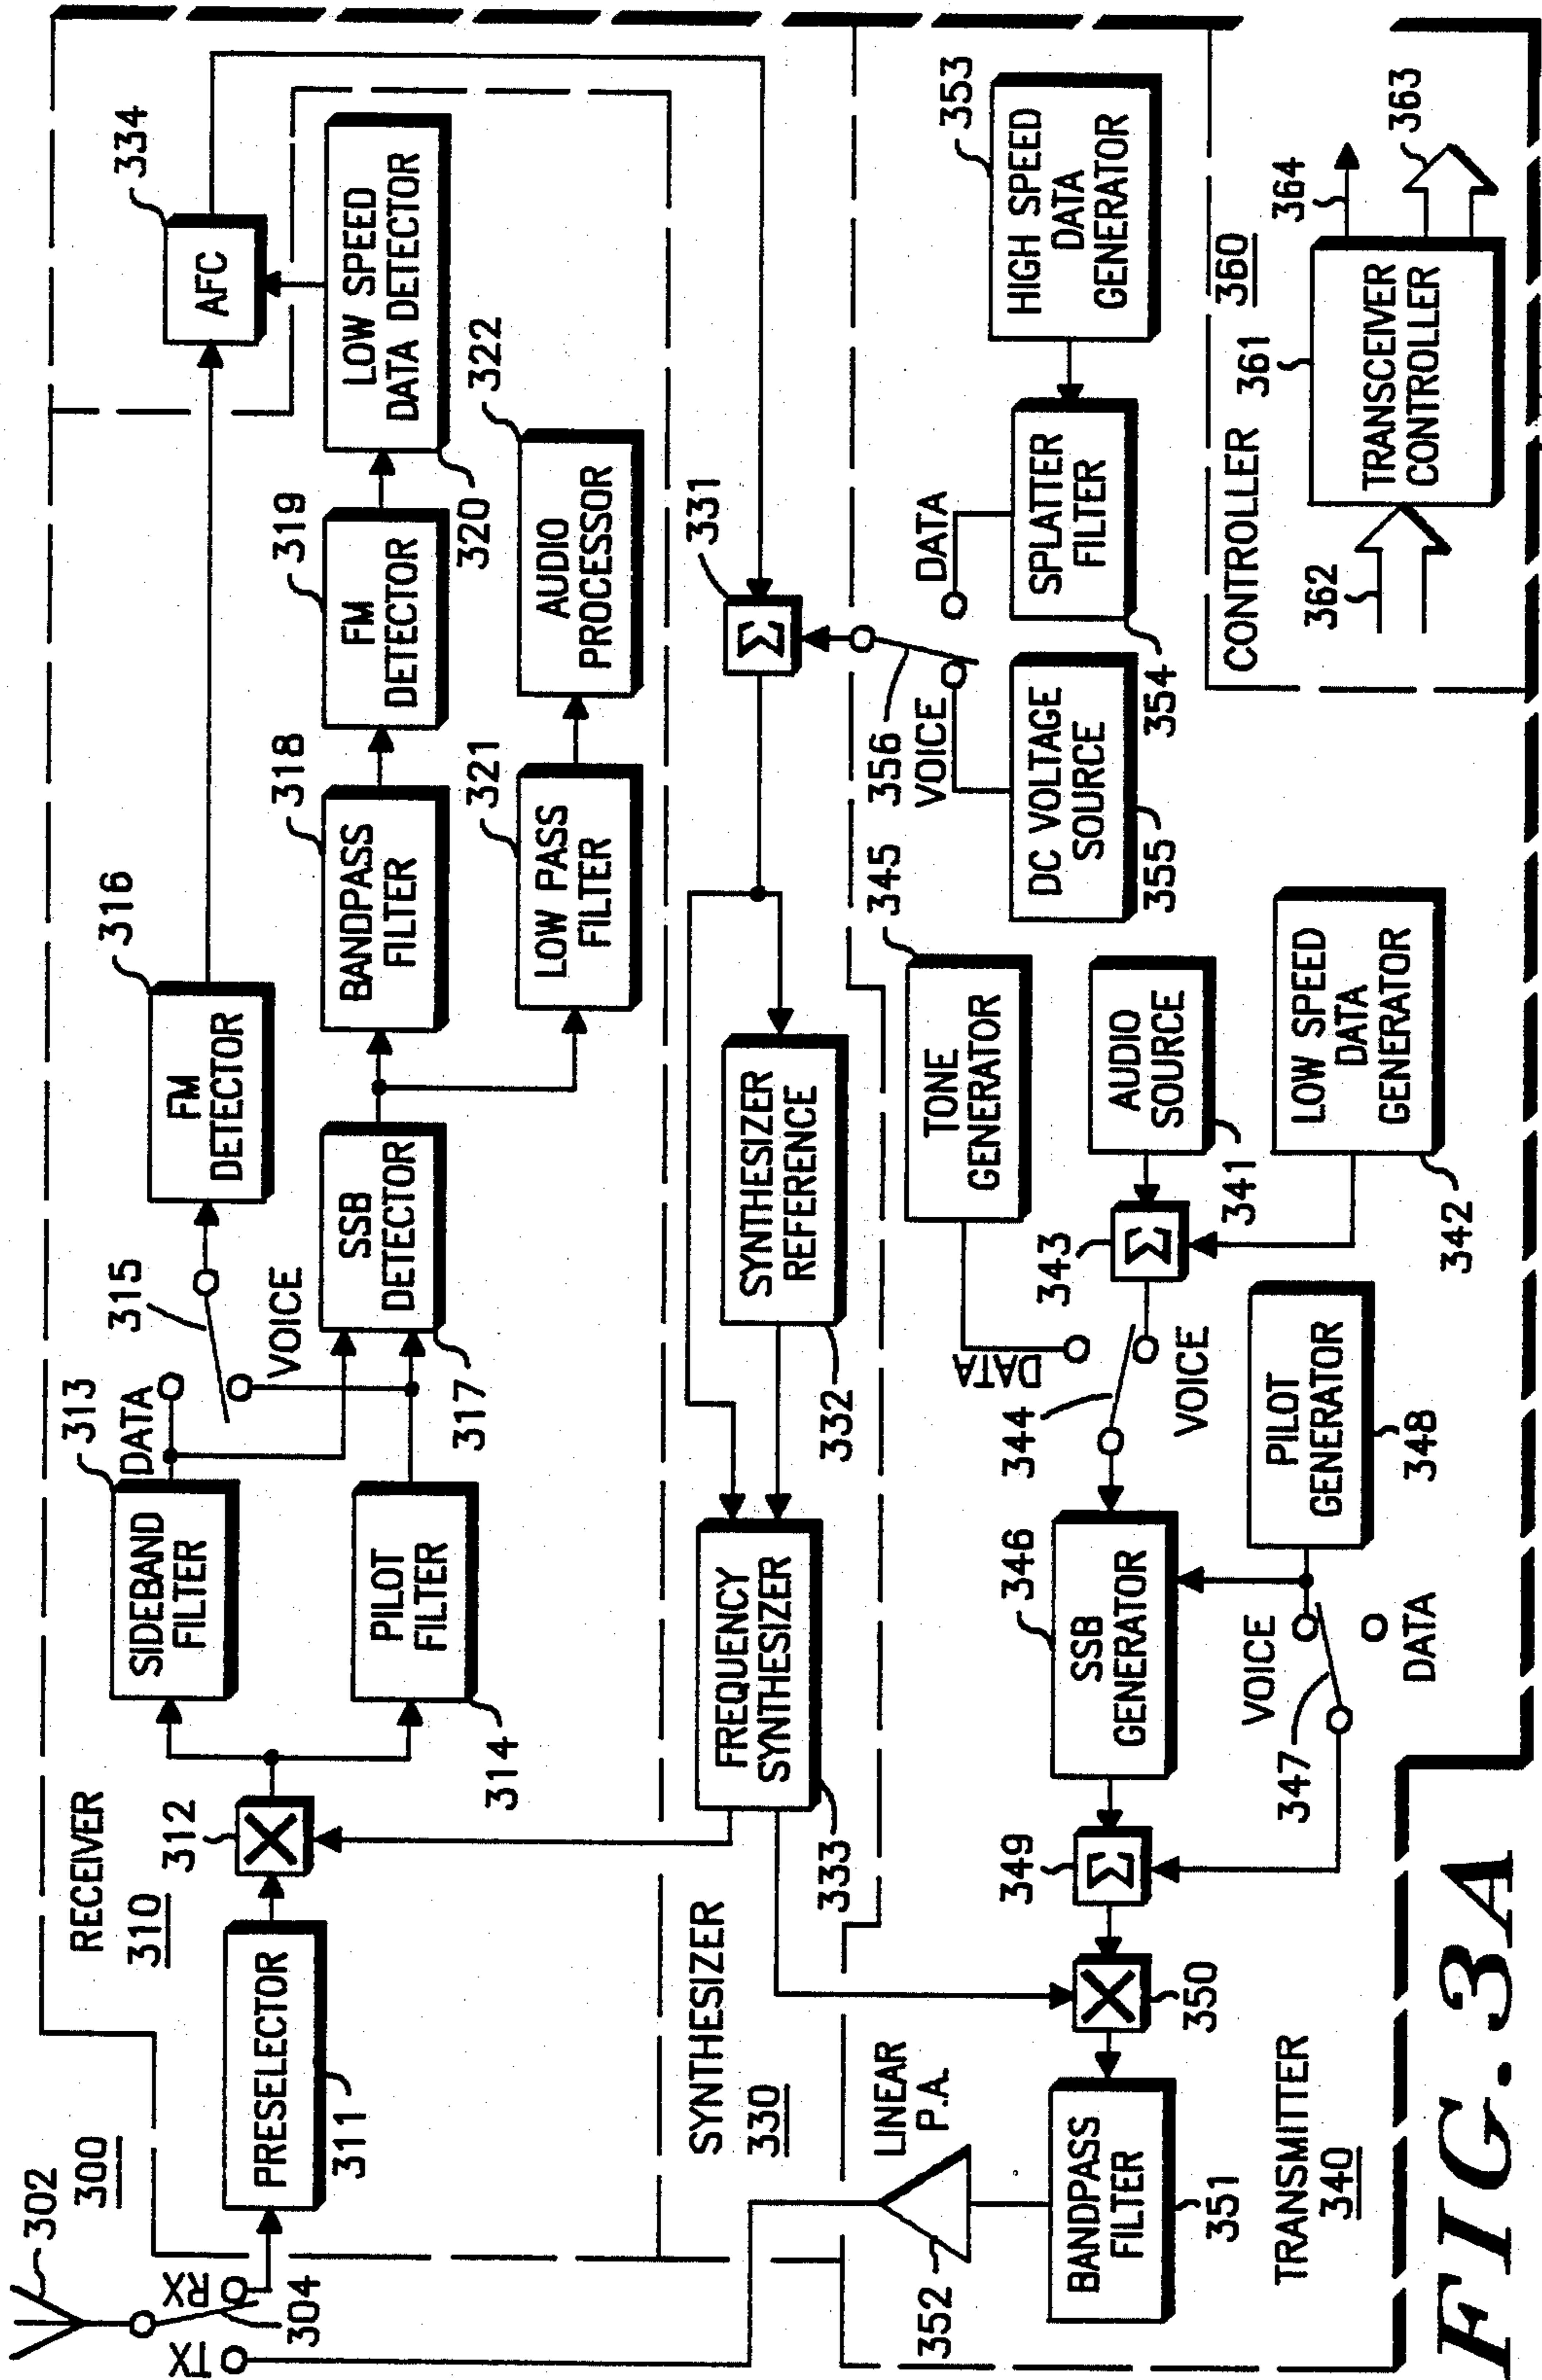 302
300
TX
RX
304
RECEIVER
310
PRESELECTOR
311
312
313
SIDEBAND
FILTER
PILOT
FILTER
314
DATA
315
VOICE
316
FM
DETECTOR
SSB
DETECTOR
317
318
BANDPASS
FILTER
319
FM
DETECTOR
LOW SPEED
DATA DETECTOR
320
321
LOW PASS
FILTER
322
AUDIO
PROCESSOR
334
AFC
SYNTHESIZER
330
FREQUENCY
SYNTHESIZER
333
SYNTHESIZER
REFERENCE
332
331
Σ
LINEAR
P.A.
352
BANDPASS
FILTER
351
TRANSMITTER
340
350
349
Σ
346
SSB
GENERATOR
344
DATA
VOICE
VOICE
347
DATA
PILOT
GENERATOR
348
343
Σ
345
TONE
GENERATOR
AUDIO
SOURCE
341
LOW SPEED
DATA
GENERATOR
342
356
VOICE
DATA
DC VOLTAGE
SOURCE
355
SPLATTER
FILTER
354
353
HIGH SPEED
DATA
GENERATOR
CONTROLLER
360
361
TRANSCEIVER
CONTROLLER
362
364
363
FIG. 3A